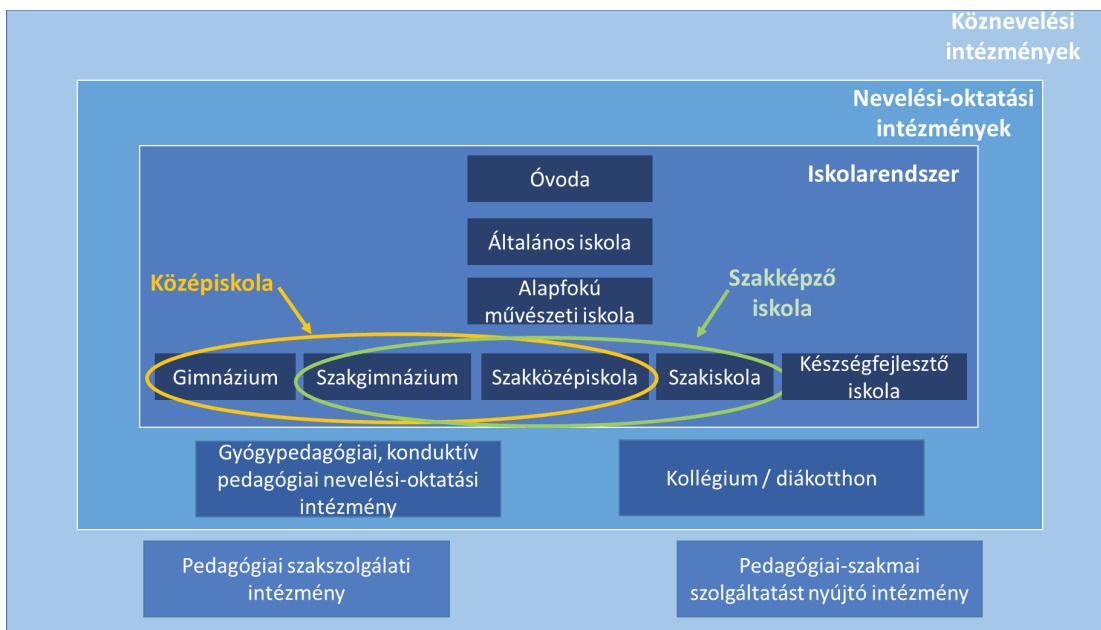 Köznevelési
intézmények
Nevelési-oktatási
intézmények
Iskolarendszer
Óvoda
Általános iskola
Alapfokú
művészeti iskola
Középiskola
Szakképző
iskola
Gimnázium
Szakgimnázium
Szakközépiskola
Szakiskola
Készségfejlesztő
iskola
Gyógypedagógiai, konduktív
pedagógiai nevelési-oktatási
intézmény
Kollégium / diákotthon
Pedagógiai szakszolgálati
intézmény
Pedagógiai-szakmai
szolgáltatást nyújtó intézmény